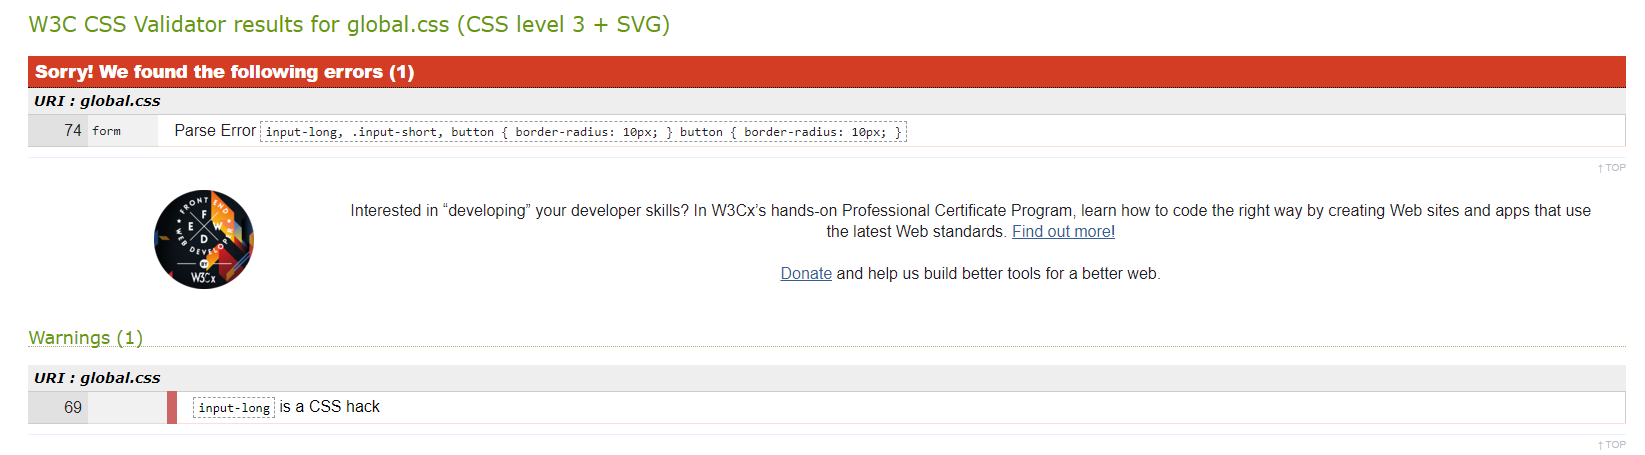 W3C CSS Validator results for global.css (CSS level 3 + SVG)
Sorry! We found the following errors (1)
URI : global.css
74 form Parse Error input-long, .input-short, button { border-radius: 10px; } button { border-radius: 10px; }
↑ TOP
FRONT END
F
E W
D
WEB DEVELOPER
BY
W3Cx
Interested in “developing” your developer skills? In W3Cx’s hands-on Professional Certificate Program, learn how to code the right way by creating Web sites and apps that use
the latest Web standards. Find out more!
Donate and help us build better tools for a better web.
Warnings (1)
URI : global.css
69 input-long is a CSS hack
↑ TOP